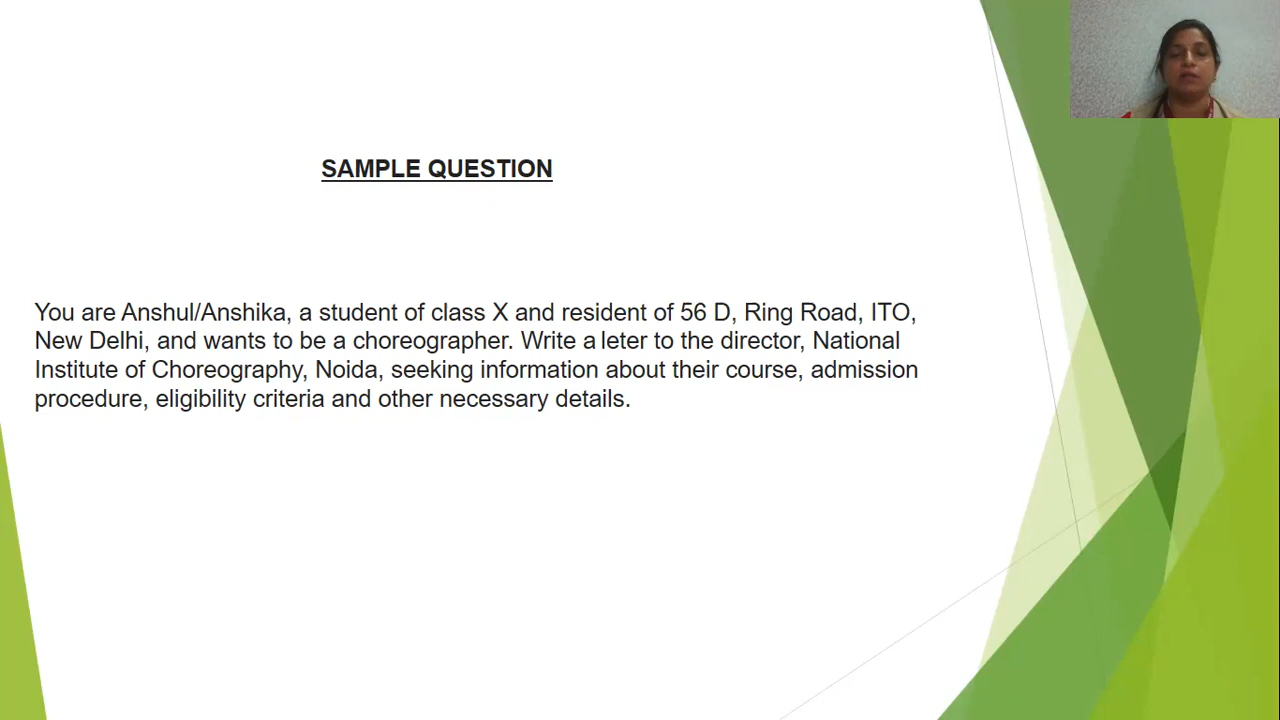 SAMPLE QUESTION
You are Anshul/Anshika, a student of class X and resident of 56 D, Ring Road, ITO,
New Delhi, and wants to be a choreographer. Write a leter to the director, National
Institute of Choreography, Noida, seeking information about their course, admission
procedure, eligibility criteria and other necessary details.